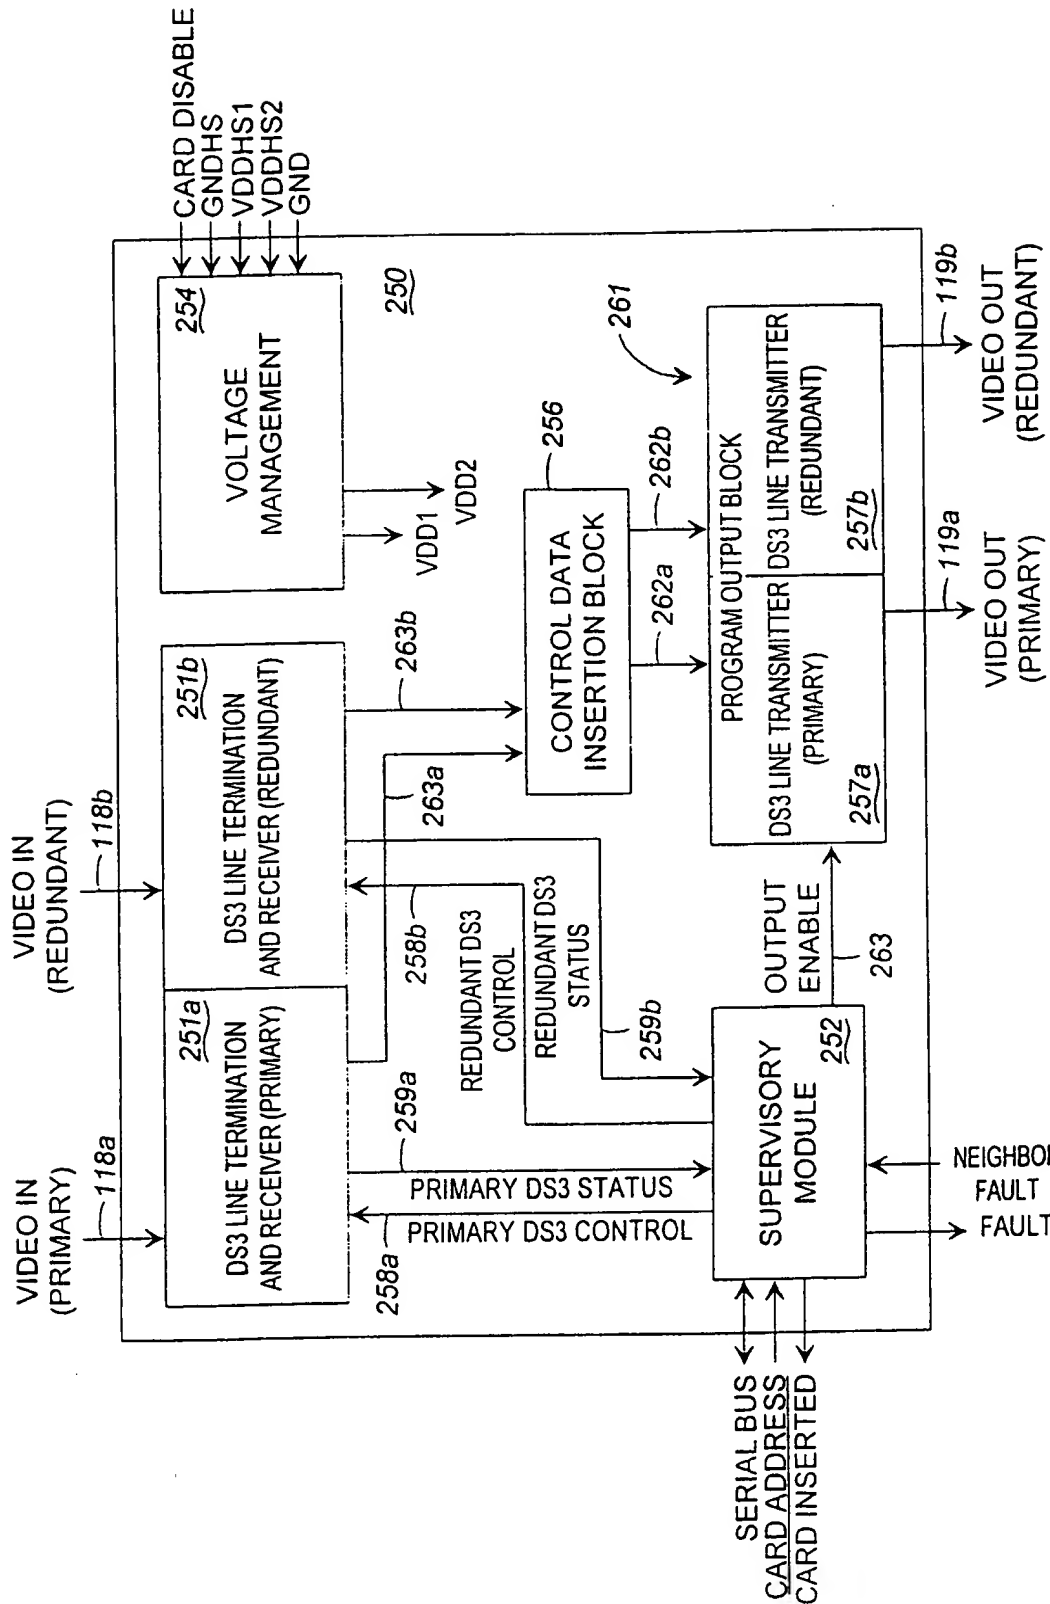 VIDEO IN
(PRIMARY)
118a
VIDEO IN
(REDUNDANT)
118b
DS3 LINE TERMINATION
AND RECEIVER (PRIMARY)
251a
DS3 LINE TERMINATION
AND RECEIVER (REDUNDANT)
251b
VOLTAGE
MANAGEMENT
254
CARD DISABLE
GNDHS
VDDHS1
VDDHS2
GND
VDD1
VDD2
250
258a
PRIMARY DS3 CONTROL
PRIMARY DS3 STATUS
259a
258b
REDUNDANT DS3
CONTROL
REDUNDANT DS3
STATUS
259b
263a
263b
CONTROL DATA
INSERTION BLOCK
256
262a
262b
261
SUPERVISORY
MODULE
252
OUTPUT
ENABLE
263
PROGRAM OUTPUT BLOCK
DS3 LINE TRANSMITTER
(PRIMARY)
257a
DS3 LINE TRANSMITTER
(REDUNDANT)
257b
SERIAL BUS
CARD ADDRESS
CARD INSERTED
FAULT
FAULT
119a
VIDEO OUT
(PRIMARY)
119b
VIDEO OUT
(REDUNDANT)